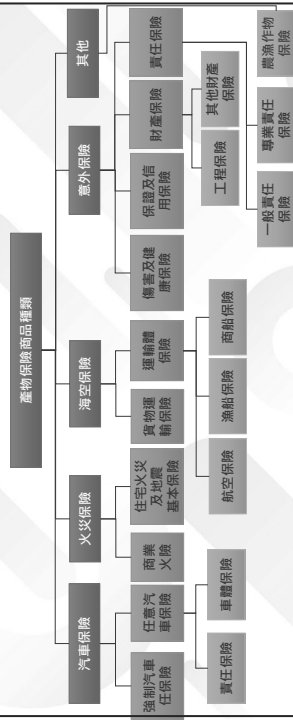 產物保險商品種類
汽車保險
火災保險
海空保險
意外保險
其他
強制汽車
任保險
任意汽
車保險
商業
火險
住宅火災
及地震
基本保險
貨物運
輸保險
運輸體
保險
傷害及健
康保險
保證及信
用保險
財產保險
責任保險
責任保險
車體保險
航空保險
漁船保險
商船保險
工程保險
其他財產
保險
一般責任
保險
專業責任
保險
農漁作物
保險